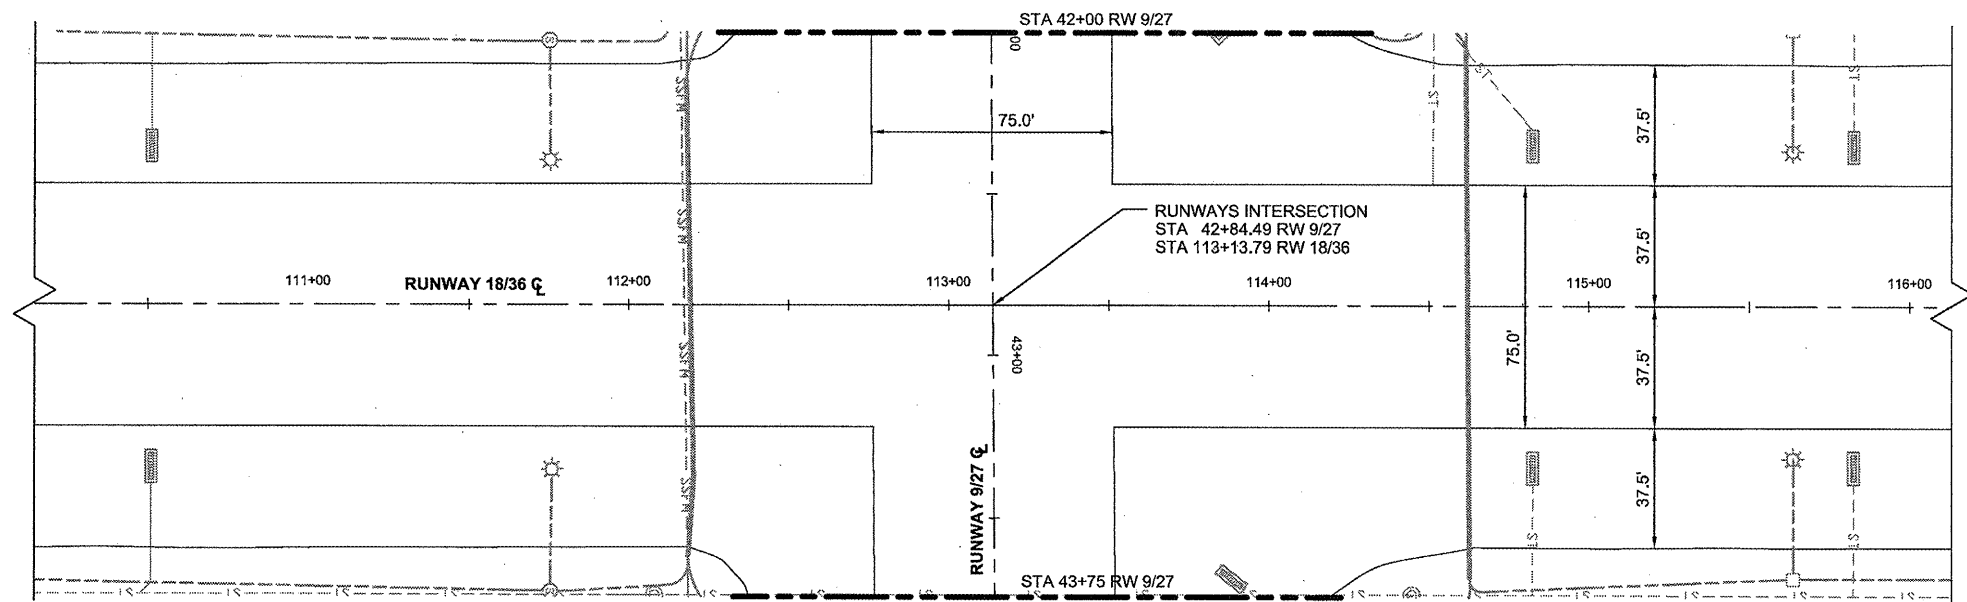 STA 42+00 RW 9/27
00
75.0'
37.5'
RUNWAYS INTERSECTION
STA 42+84.49 RW 9/27
STA 113+13.79 RW 18/36
37.5'
111+00
RUNWAY 18/36 ℄
112+00
113+00
114+00
115+00
116+00
43+00
75.0'
37.5'
RUNWAY 9/27 ℄
37.5'
STA 43+75 RW 9/27